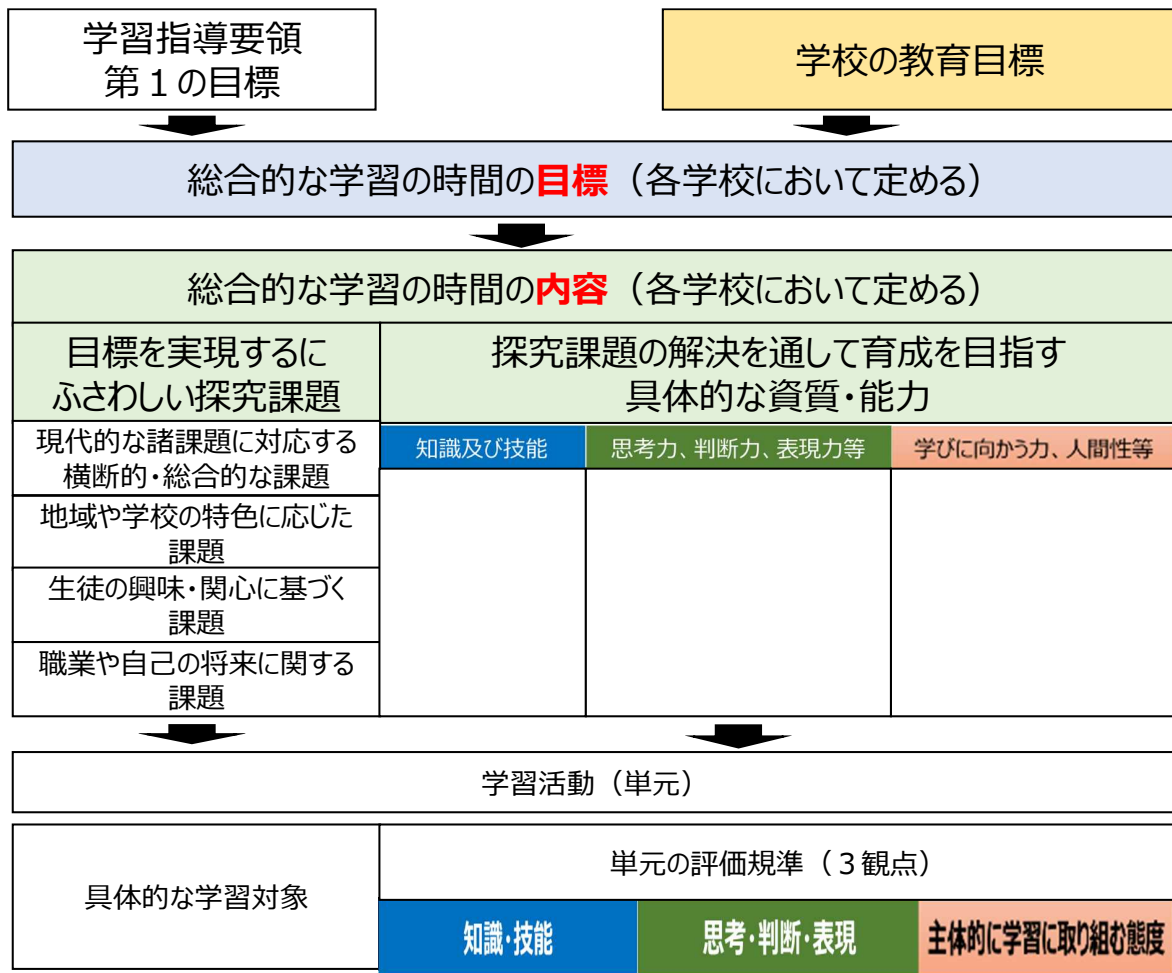 学習指導要領
第１の目標
学校の教育目標
総合的な学習の時間の目標（各学校において定める）
総合的な学習の時間の内容（各学校において定める）
目標を実現するに
ふさわしい探究課題
探究課題の解決を通して育成を目指す
具体的な資質・能力
現代的な諸課題に対応する
横断的・総合的な課題
知識及び技能
思考力、判断力、表現力等
学びに向かう力、人間性等
地域や学校の特色に応じた
課題
生徒の興味・関心に基づく
課題
職業や自己の将来に関する
課題
学習活動（単元）
具体的な学習対象
単元の評価規準（３観点）
知識・技能
思考・判断・表現
主体的に学習に取り組む態度